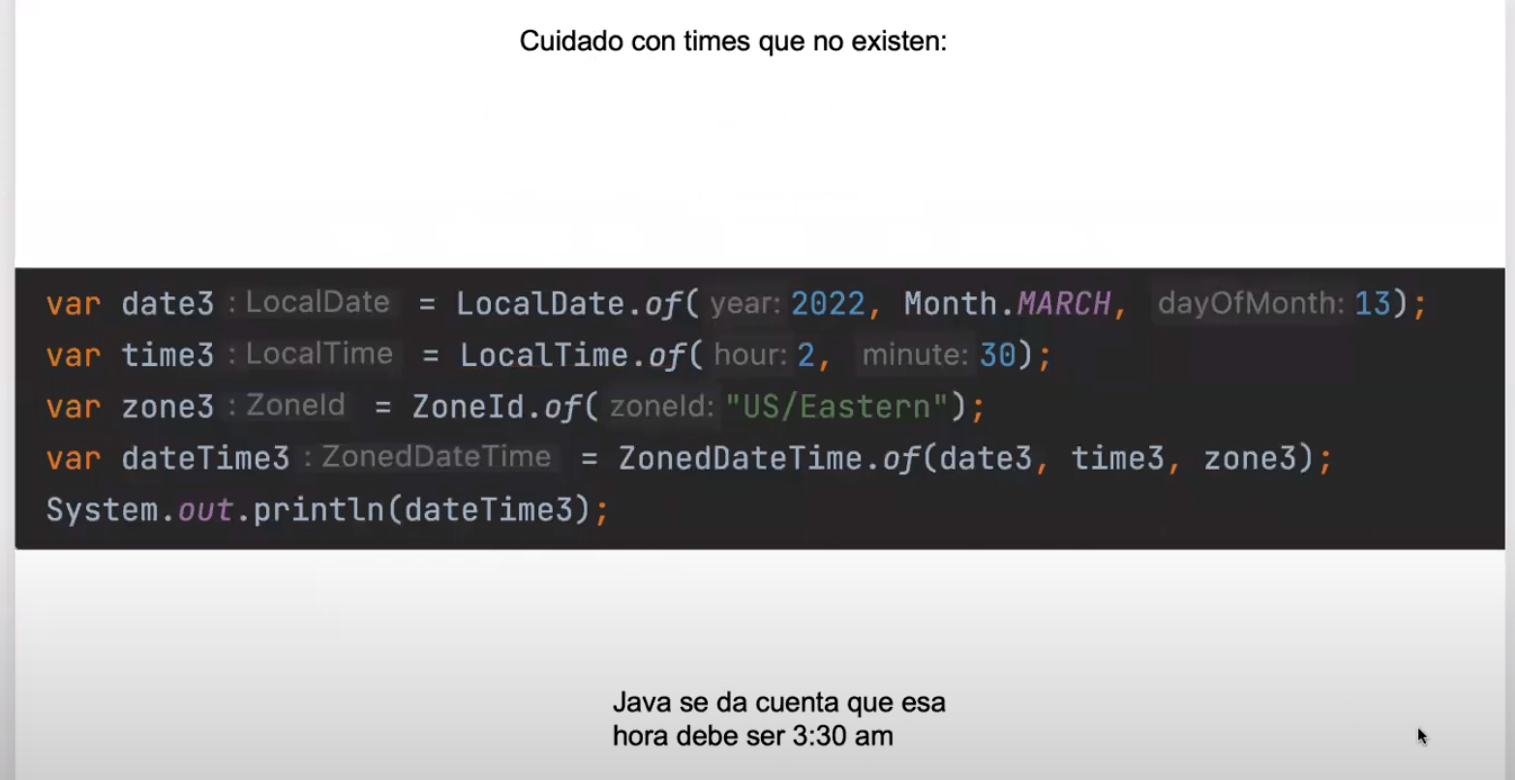 Cuidado con times que no existen:
var date3 : LocalDate = LocalDate.of( year: 2022, Month.MARCH, dayOfMonth: 13);
var time3 : LocalTime = LocalTime.of( hour: 2, minute: 30);
var zone3 : ZoneId = ZoneId.of( zoneId: "US/Eastern");
var dateTime3 : ZonedDateTime = ZonedDateTime.of(date3, time3, zone3);
System.out.println(dateTime3);
Java se da cuenta que esa
hora debe ser 3:30 am